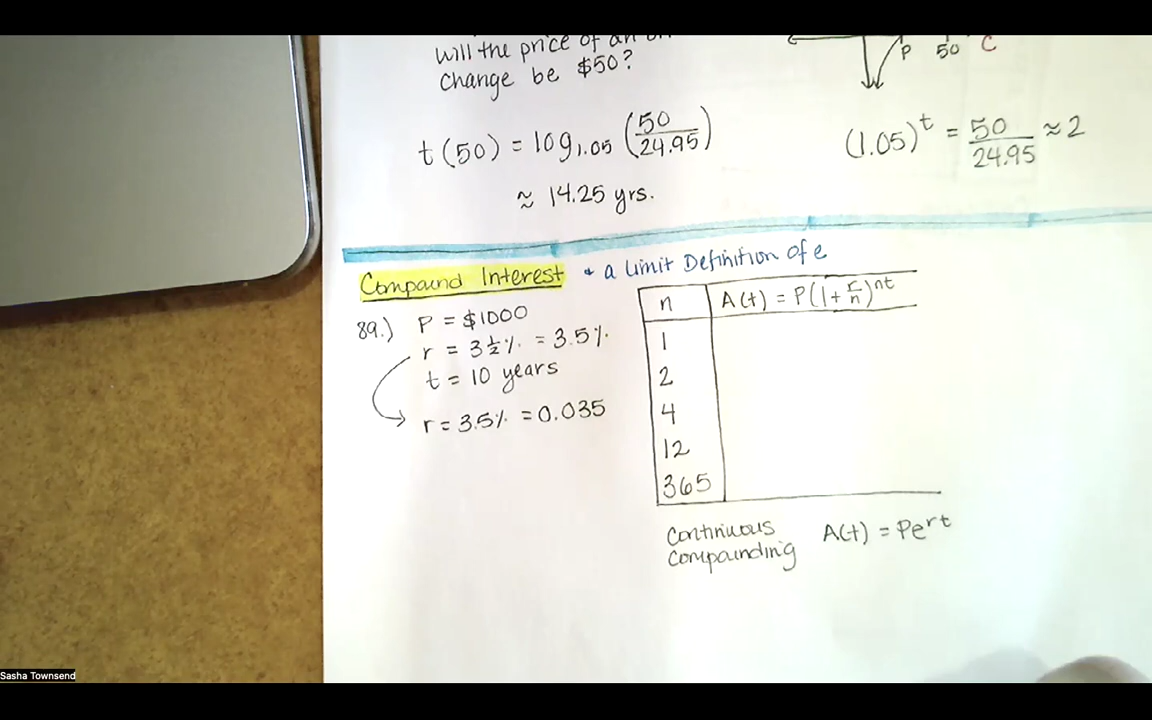 will the price of an oil
change be $50?
P 50 C
t(50) = log₁.₀₅ (50/24.95)
(1.05)^t = 50/24.95 ≈ 2
≈ 14.25 yrs.
Compound Interest + a Limit Definition of e
89.) P = $1000
r = 3 ½ % = 3.5%
t = 10 years
r = 3.5% = 0.035
n A(t) = P(1 + r/n)^nt
1
2
4
12
365
Continuous
compounding A(t) = Pe^rt
Sasha Townsend